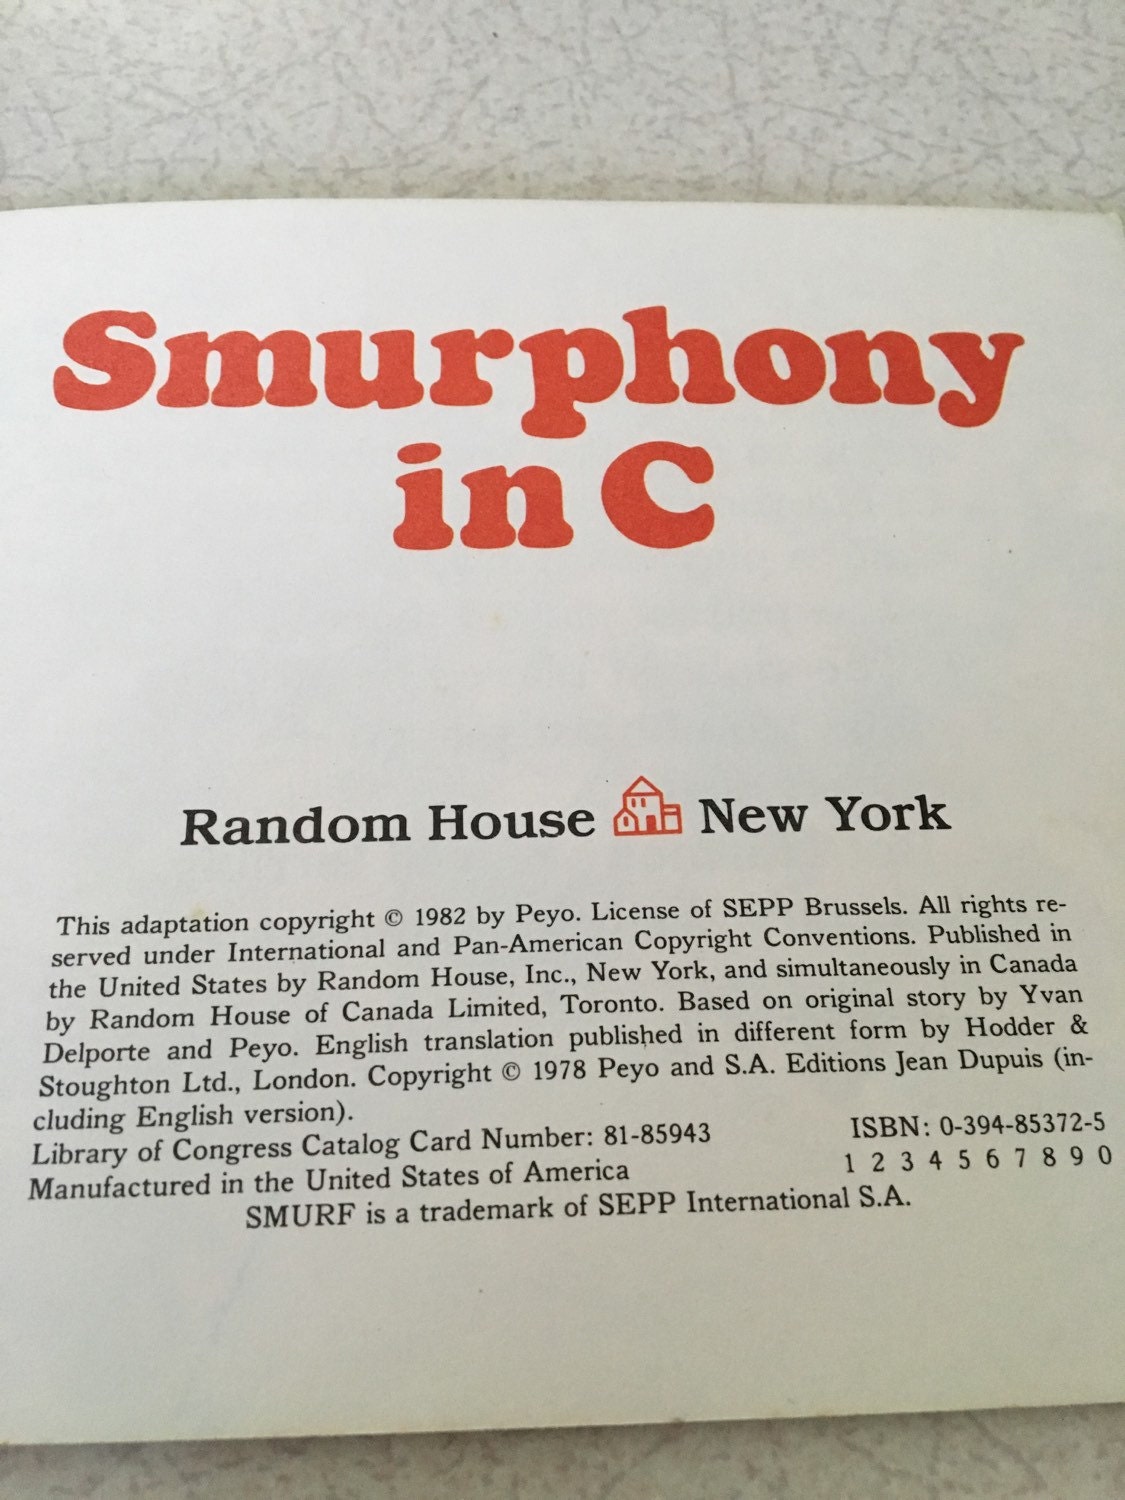 Smurphony
in C
Random House New York
This adaptation copyright © 1982 by Peyo. License of SEPP Brussels. All rights re-
served under International and Pan-American Copyright Conventions. Published in
the United States by Random House, Inc., New York, and simultaneously in Canada
by Random House of Canada Limited, Toronto. Based on original story by Yvan
Delporte and Peyo. English translation published in different form by Hodder &
Stoughton Ltd., London. Copyright © 1978 Peyo and S.A. Editions Jean Dupuis (in-
cluding English version).
Library of Congress Catalog Card Number: 81-85943 ISBN: 0-394-85372-5
Manufactured in the United States of America 1 2 3 4 5 6 7 8 9 0
SMURF is a trademark of SEPP International S.A.